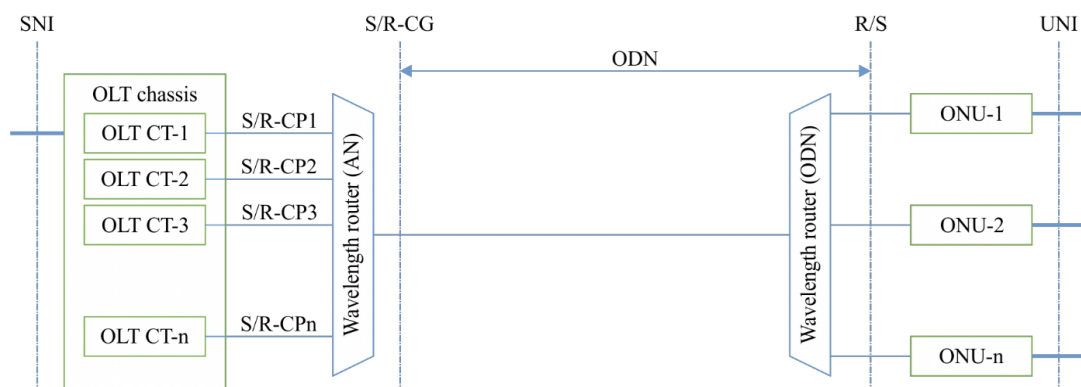 SNI
S/R-CG
R/S
UNI
ODN
OLT chassis
OLT CT-1
S/R-CP1
OLT CT-2
S/R-CP2
OLT CT-3
S/R-CP3
OLT CT-n
S/R-CPn
Wavelength router (AN)
Wavelength router (ODN)
ONU-1
ONU-2
ONU-n